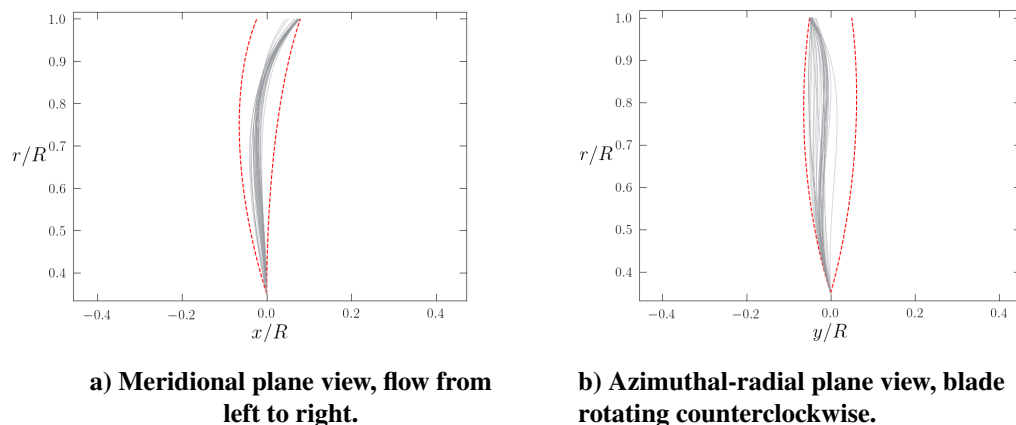 1.0
0.9
0.8
0.7
r/R
0.6
0.5
0.4
−0.4 −0.2 0.0 0.2 0.4
x/R
a) Meridional plane view, flow from
left to right.
1.0
0.9
0.8
0.7
r/R
0.6
0.5
0.4
−0.4 −0.2 0.0 0.2 0.4
y/R
b) Azimuthal-radial plane view, blade
rotating counterclockwise.